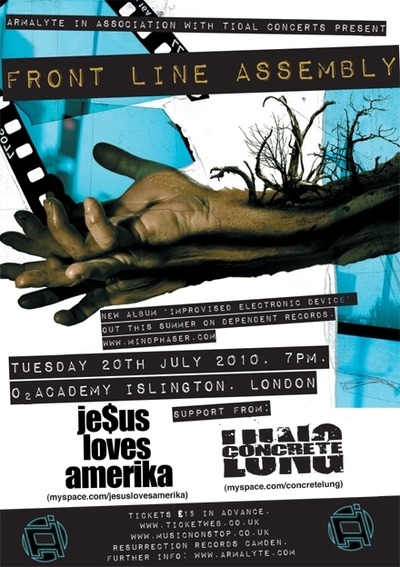 ARMALYTE IN ASSOCIATION WITH TIDAL CONCERTS PRESENT
FRONT LINE ASSEMBLY
NEW ALBUM 'IMPROVISED ELECTRONIC DEVICE'
OUT THIS SUMMER ON DEPENDENT RECORDS.
WWW.MINDPHASER.COM
TUESDAY 20TH JULY 2010. 7PM.
O2ACADEMY ISLINGTON. LONDON
SUPPORT FROM:
je$us
loves
amerika
(myspace.com/jesuslovesamerika)
CONCRETE
LUNG
(myspace.com/concretelung)
TICKETS £15 IN ADVANCE.
WWW.TICKETWEB.CO.UK
WWW.MUSICNONSTOP.CO.UK
RESURRECTION RECORDS CAMDEN.
FURTHER INFO: WWW.ARMALYTE.COM